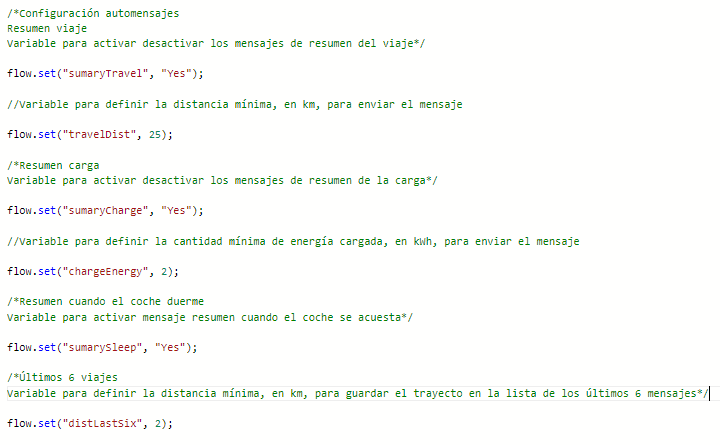 /*Configuración automensajes
Resumen viaje
Variable para activar desactivar los mensajes de resumen del viaje*/
flow.set("sumaryTravel", "Yes");
//Variable para definir la distancia mínima, en km, para enviar el mensaje
flow.set("travelDist", 25);
/*Resumen carga
Variable para activar desactivar los mensajes de resumen de la carga*/
flow.set("sumaryCharge", "Yes");
//Variable para definir la cantidad mínima de energía cargada, en kWh, para enviar el mensaje
flow.set("chargeEnergy", 2);
/*Resumen cuando el coche duerme
Variable para activar mensaje resumen cuando el coche se acuesta*/
flow.set("sumarySleep", "Yes");
/*Últimos 6 viajes
Variable para definir la distancia mínima, en km, para guardar el trayecto en la lista de los últimos 6 mensajes*/
flow.set("distLastSix", 2);